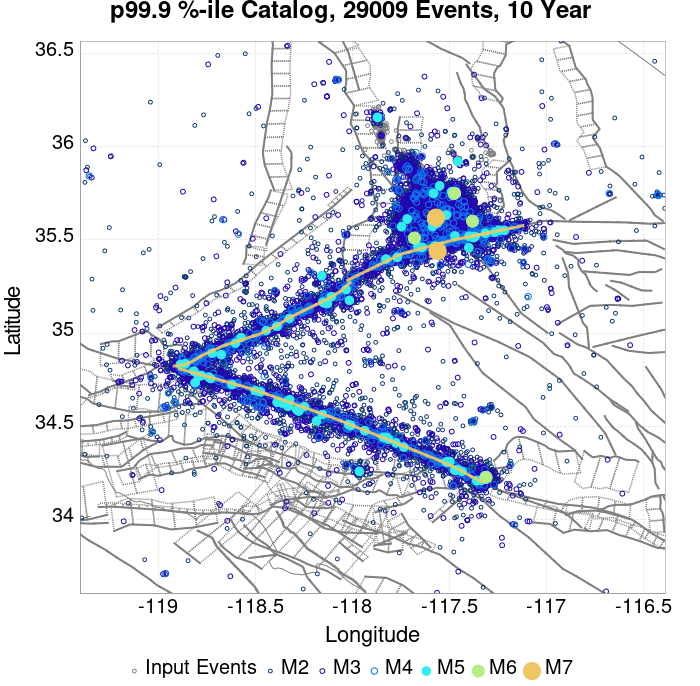 p99.9 %-ile Catalog, 29009 Events, 10 Year
36.5
36
35.5
35
34.5
34
Latitude
-119 -118.5 -118 -117.5 -117 -116.5
Longitude
Input Events M2 M3 M4 M5 M6 M7